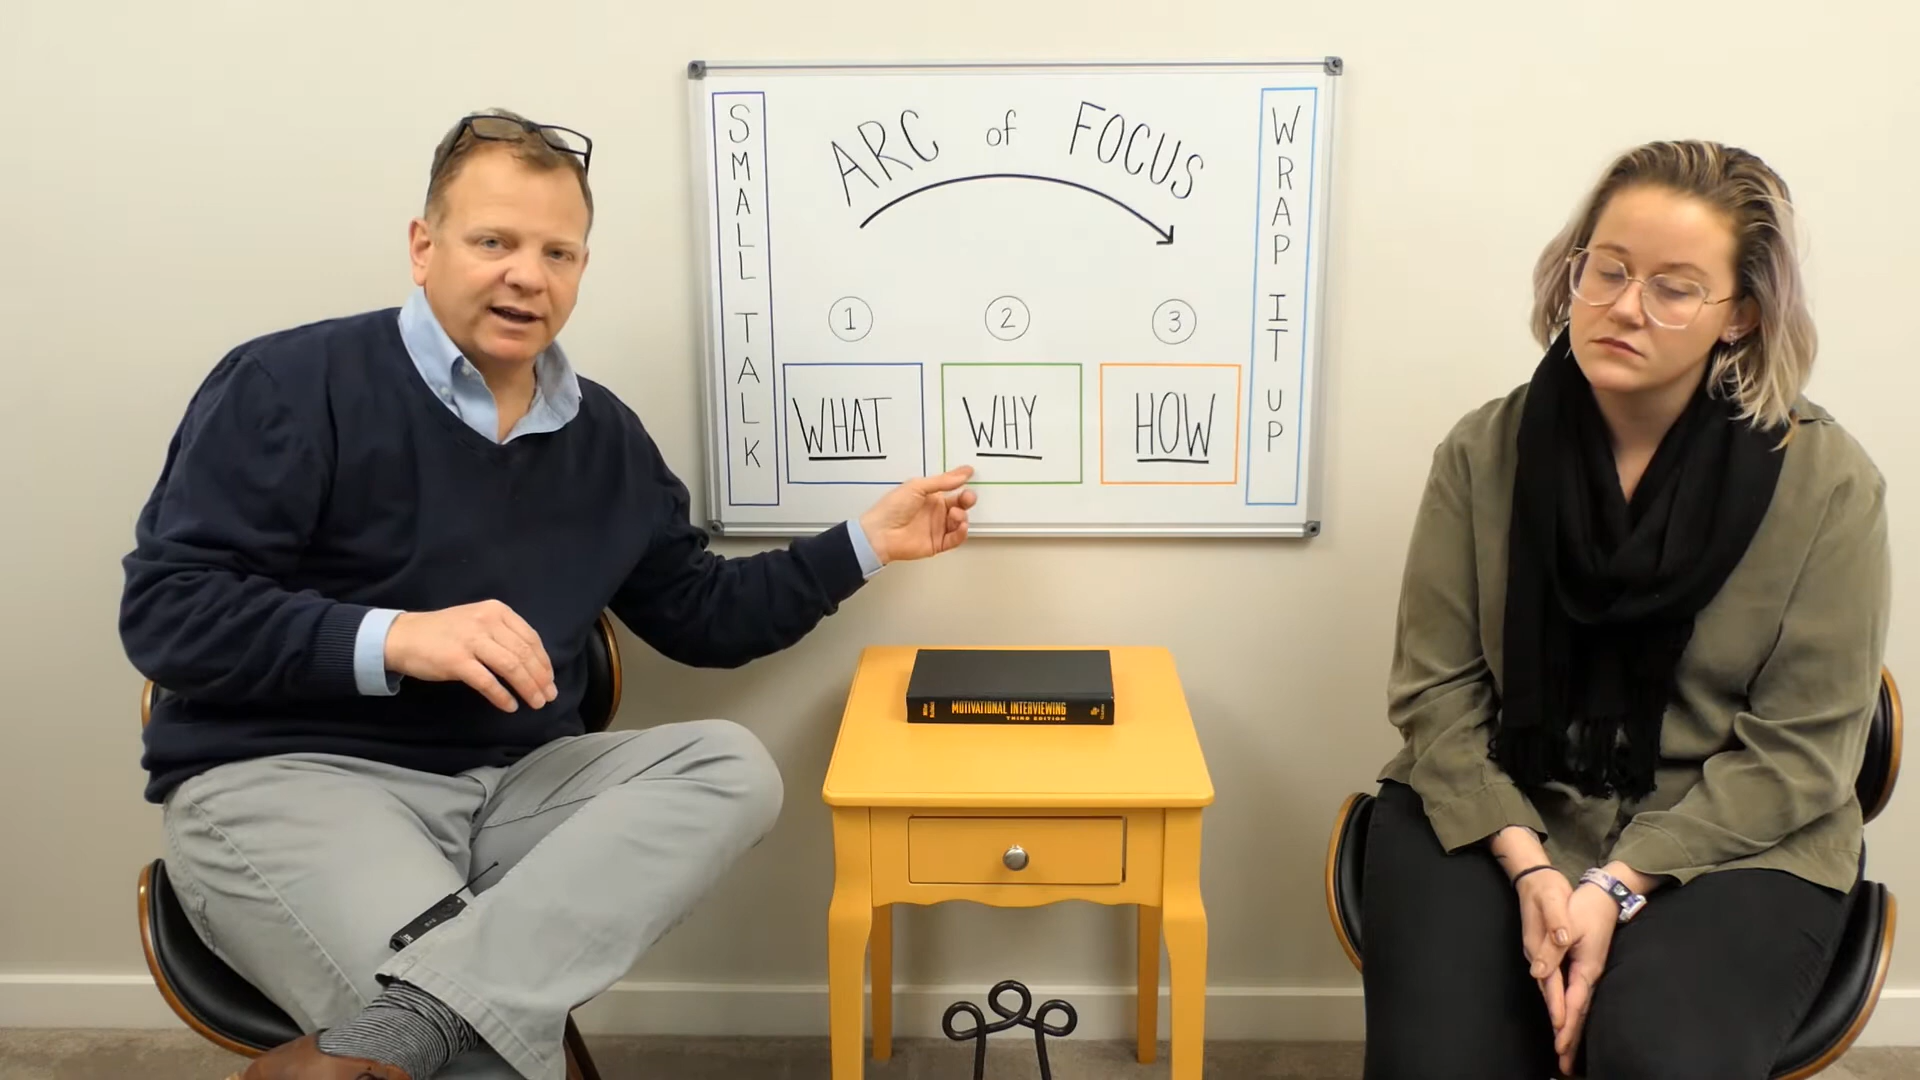 SMALL TALK
ARC of FOCUS
WRAP IT UP
1
2
3
WHAT
WHY
HOW
MOTIVATIONAL INTERVIEWING
THIRD EDITION